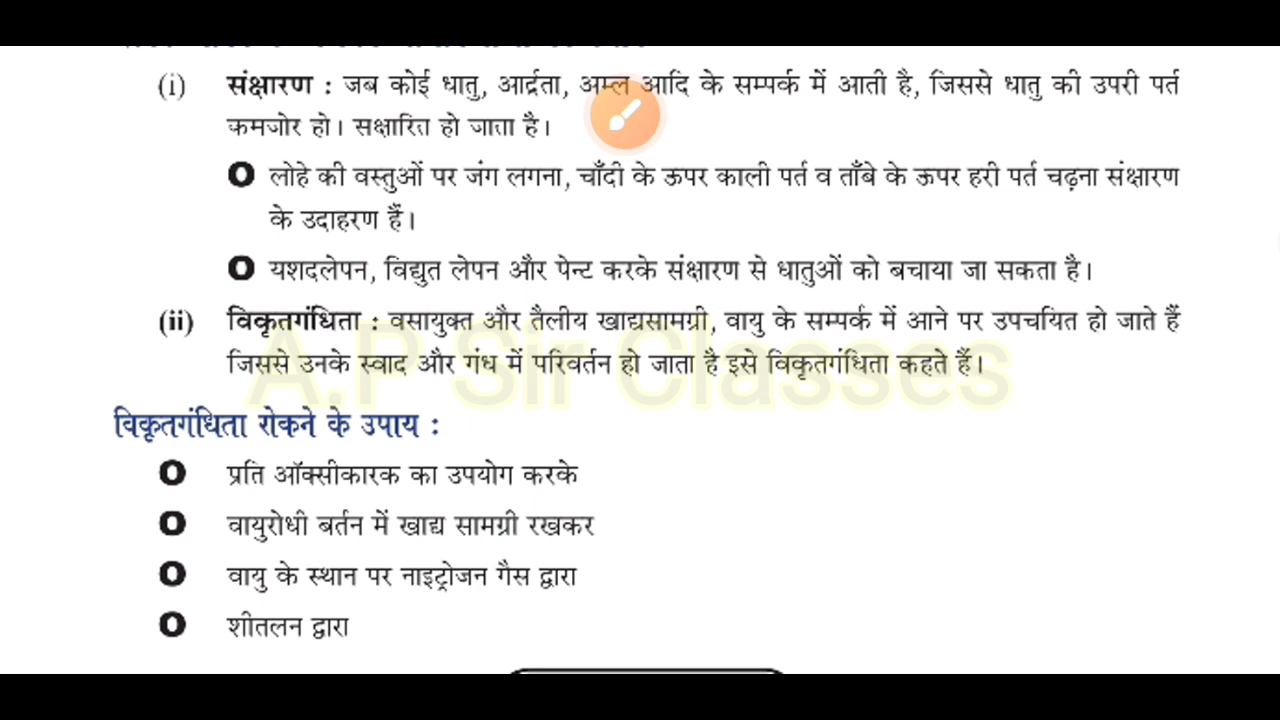 (i) संक्षारण : जब कोई धातु, आर्द्रता, अम्ल आदि के सम्पर्क में आती है, जिससे धातु की उपरी पर्त
कमजोर हो। सक्षारित हो जाता है।
O लोहे की वस्तुओं पर जंग लगना, चाँदी के ऊपर काली पर्त व ताँबे के ऊपर हरी पर्त चढ़ना संक्षारण
के उदाहरण हैं।
O यशदलेपन, विद्युत लेपन और पेन्ट करके संक्षारण से धातुओं को बचाया जा सकता है।
(ii) विकृतगंधिता : वसायुक्त और तैलीय खाद्यसामग्री, वायु के सम्पर्क में आने पर उपचयित हो जाते हैं
जिससे उनके स्वाद और गंध में परिवर्तन हो जाता है इसे विकृतगंधिता कहते हैं।
A.P Sir Classes
विकृतगंधिता रोकने के उपाय :
O प्रति ऑक्सीकारक का उपयोग करके
O वायुरोधी बर्तन में खाद्य सामग्री रखकर
O वायु के स्थान पर नाइट्रोजन गैस द्वारा
O शीतलन द्वारा